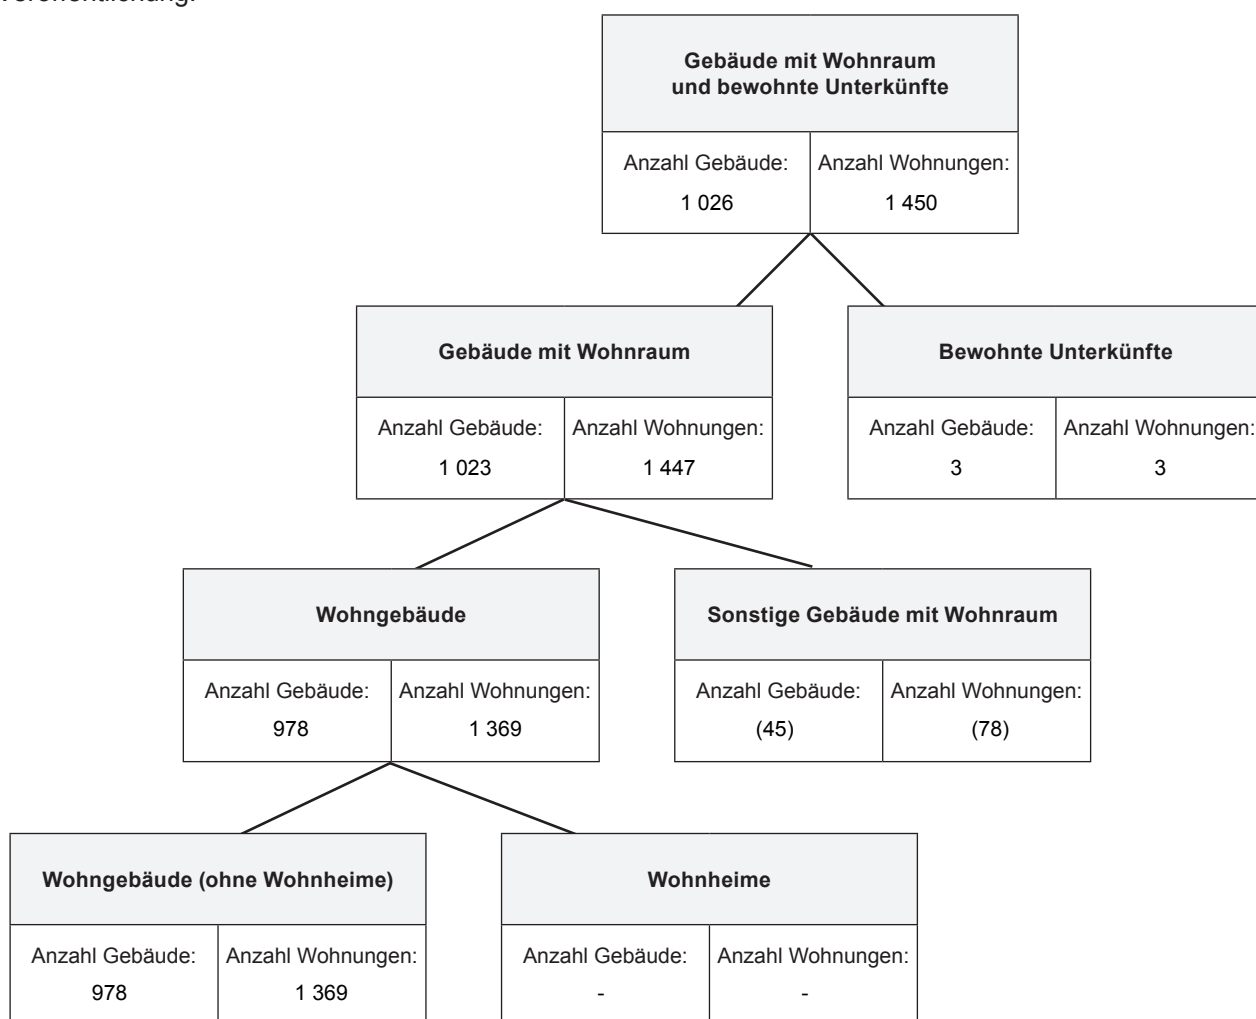 Veröffentlichung.
Gebäude mit Wohnraum
und bewohnte Unterkünfte
Anzahl Gebäude: Anzahl Wohnungen:
1 026 1 450
Gebäude mit Wohnraum Bewohnte Unterkünfte
Anzahl Gebäude: Anzahl Wohnungen: Anzahl Gebäude: Anzahl Wohnungen:
1 023 1 447 3 3
Wohngebäude Sonstige Gebäude mit Wohnraum
Anzahl Gebäude: Anzahl Wohnungen: Anzahl Gebäude: Anzahl Wohnungen:
978 1 369 (45) (78)
Wohngebäude (ohne Wohnheime) Wohnheime
Anzahl Gebäude: Anzahl Wohnungen: Anzahl Gebäude: Anzahl Wohnungen:
978 1 369 - -